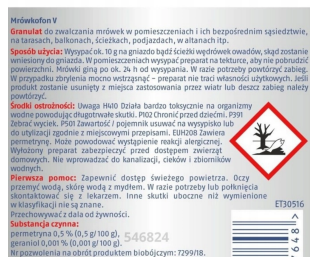 Mrówkofon V
Granulat do zwalczania mrówek w pomieszczeniach i ich bezpośrednim sąsiedztwie,
na tarasach, balkonach, ścieżkach, podjazdach, w altanach itp.
Sposób użycia: Wysypać ok. 10 g na gniazdo bądź ścieżki wędrówek owadów, skąd zostanie
wniesiony do gniazda. W pomieszczeniach wysypać preparat na tekturze, aby nie pobrudzić
powierzchni. Mrówki giną po ok. 24 h od wysypania. W razie potrzeby powtórzyć zabieg.
W przypadku zbrylenia mocno wstrząsnąć – preparat nie traci własności użytkowych. Jeśli
produkt zostanie usunięty z miejsca zastosowania przez wiatr lub deszcz zabieg należy
powtórzyć.
Środki ostrożności: Uwaga H410 Działa bardzo toksycznie na organizmy
wodne powodując długotrwałe skutki. P102 Chronić przed dziećmi. P391
Zebrać wyciek. P501 Zawartość / pojemnik usuwać na wysypisko lub
do utylizacji zgodnie z miejscowymi przepisami. EUH208 Zawiera
permetrynę. Może powodować wystąpienie reakcji alergicznej.
Wyłożony preparat zabezpieczyć przed dostępem zwierząt
domowych. Nie wprowadzać do kanalizacji, cieków i zbiorników
wodnych.
Pierwsza pomoc: Zapewnić dostęp świeżego powietrza. Oczy
przemyć wodą, skórę wodą z mydłem. W razie potrzeby lub połknięcia
skontaktować się z lekarzem. Inne skutki uboczne niż wymienione
w klasyfikacji nie są znane.
Przechowywać z dala od żywności.
Substancja czynna:
permetryna 0,5 % (0,5 g/ 100 g),
geraniol 0,001 % (0,001 g/ 100 g).
Nr pozwolenia na obrót produktem biobójczym: 7299/18.
546824
ET30516
7648